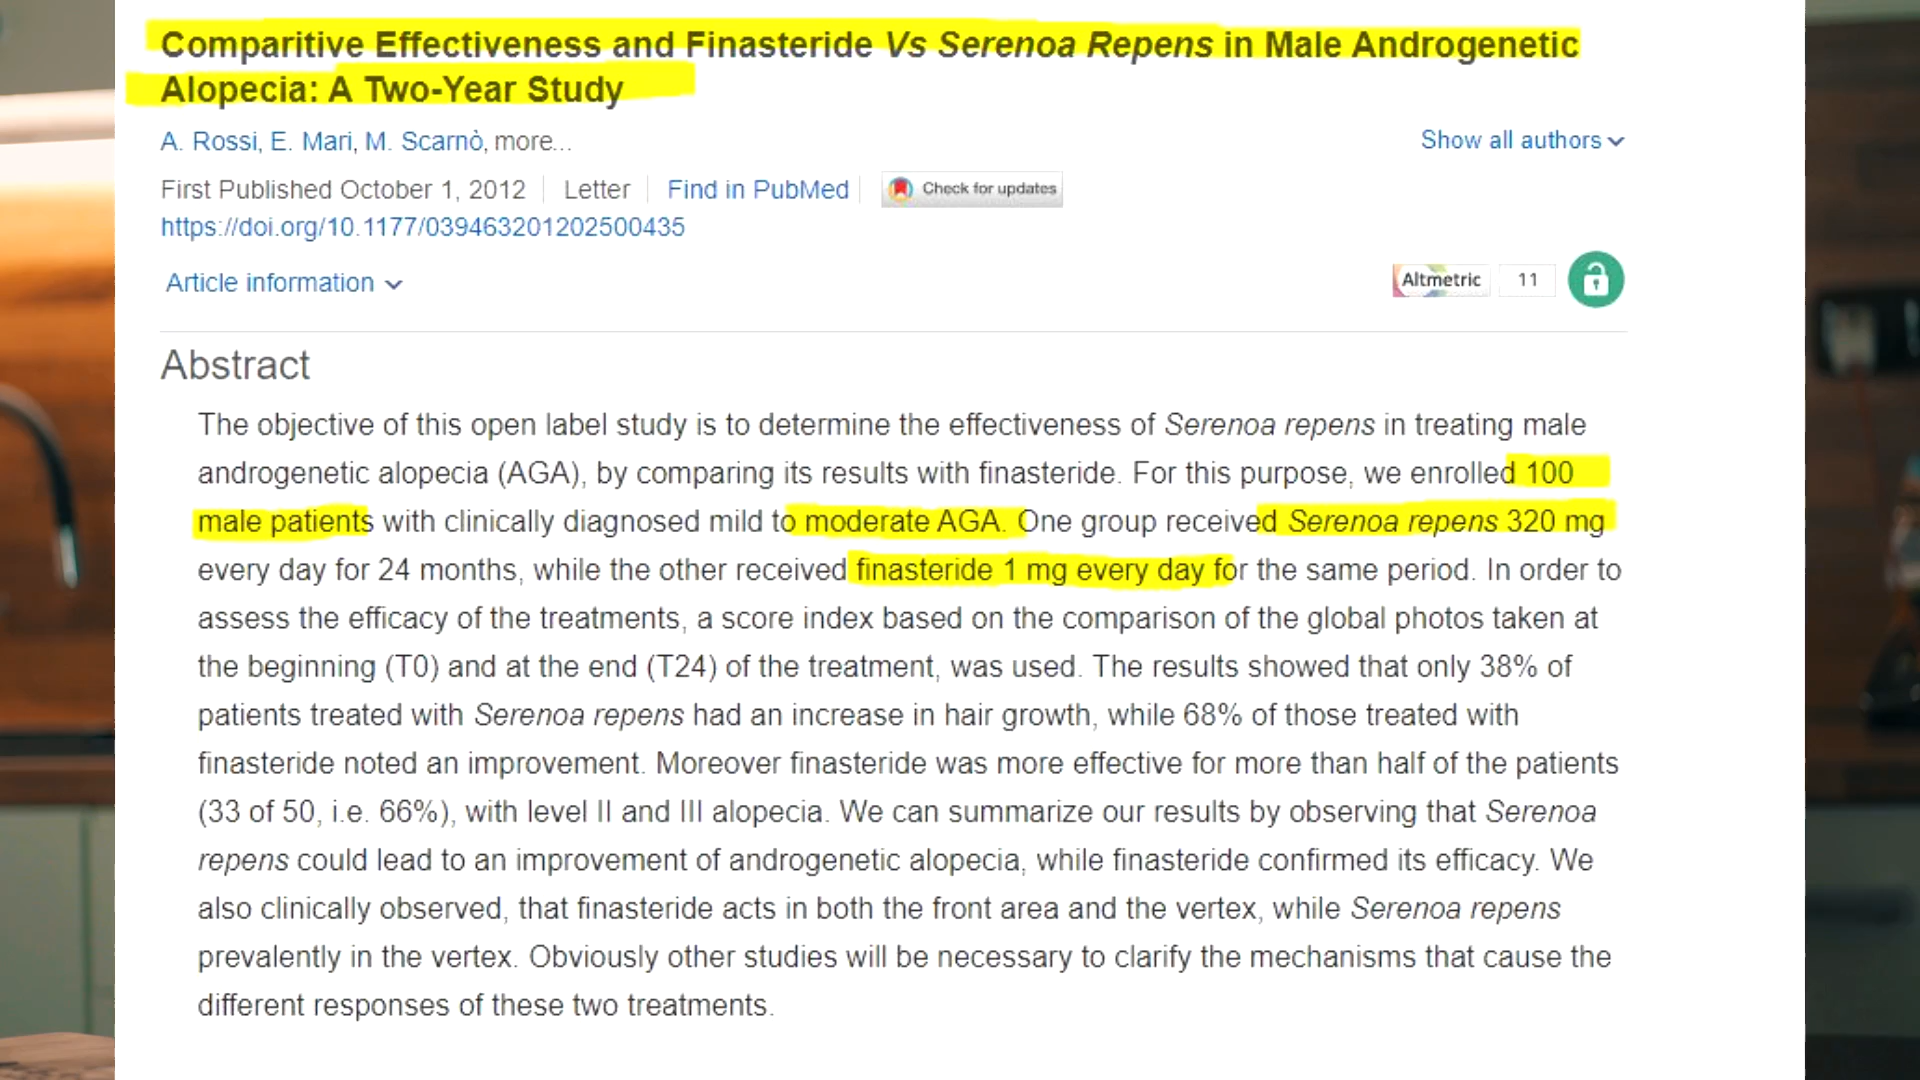 Comparitive Effectiveness and Finasteride Vs Serenoa Repens in Male Androgenetic
Alopecia: A Two-Year Study
A. Rossi, E. Mari, M. Scarnò, more...
Show all authors
First Published October 1, 2012 Letter Find in PubMed Check for updates
https://doi.org/10.1177/039463201202500435
Article information
Altmetric 11
Abstract
The objective of this open label study is to determine the effectiveness of Serenoa repens in treating male
androgenetic alopecia (AGA), by comparing its results with finasteride. For this purpose, we enrolled 100
male patients with clinically diagnosed mild to moderate AGA. One group received Serenoa repens 320 mg
every day for 24 months, while the other received finasteride 1 mg every day for the same period. In order to
assess the efficacy of the treatments, a score index based on the comparison of the global photos taken at
the beginning (T0) and at the end (T24) of the treatment, was used. The results showed that only 38% of
patients treated with Serenoa repens had an increase in hair growth, while 68% of those treated with
finasteride noted an improvement. Moreover finasteride was more effective for more than half of the patients
(33 of 50, i.e. 66%), with level II and III alopecia. We can summarize our results by observing that Serenoa
repens could lead to an improvement of androgenetic alopecia, while finasteride confirmed its efficacy. We
also clinically observed, that finasteride acts in both the front area and the vertex, while Serenoa repens
prevalently in the vertex. Obviously other studies will be necessary to clarify the mechanisms that cause the
different responses of these two treatments.